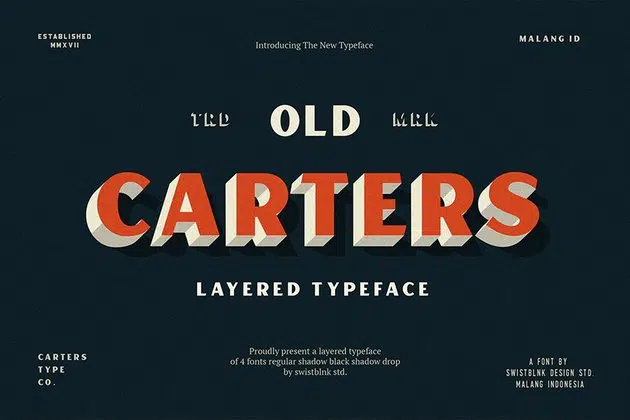 ESTABLISHED
MMXVII
Introducing The New Typeface
MALANG ID
TRD OLD MRK
CARTERS
LAYERED TYPEFACE
CARTERS
TYPE
CO.
Proudly present a layered typeface
of 4 fonts regular shadow black shadow drop
by swistblnk std.
A FONT BY
SWISTBLNK DESIGN STD.
MALANG INDONESIA